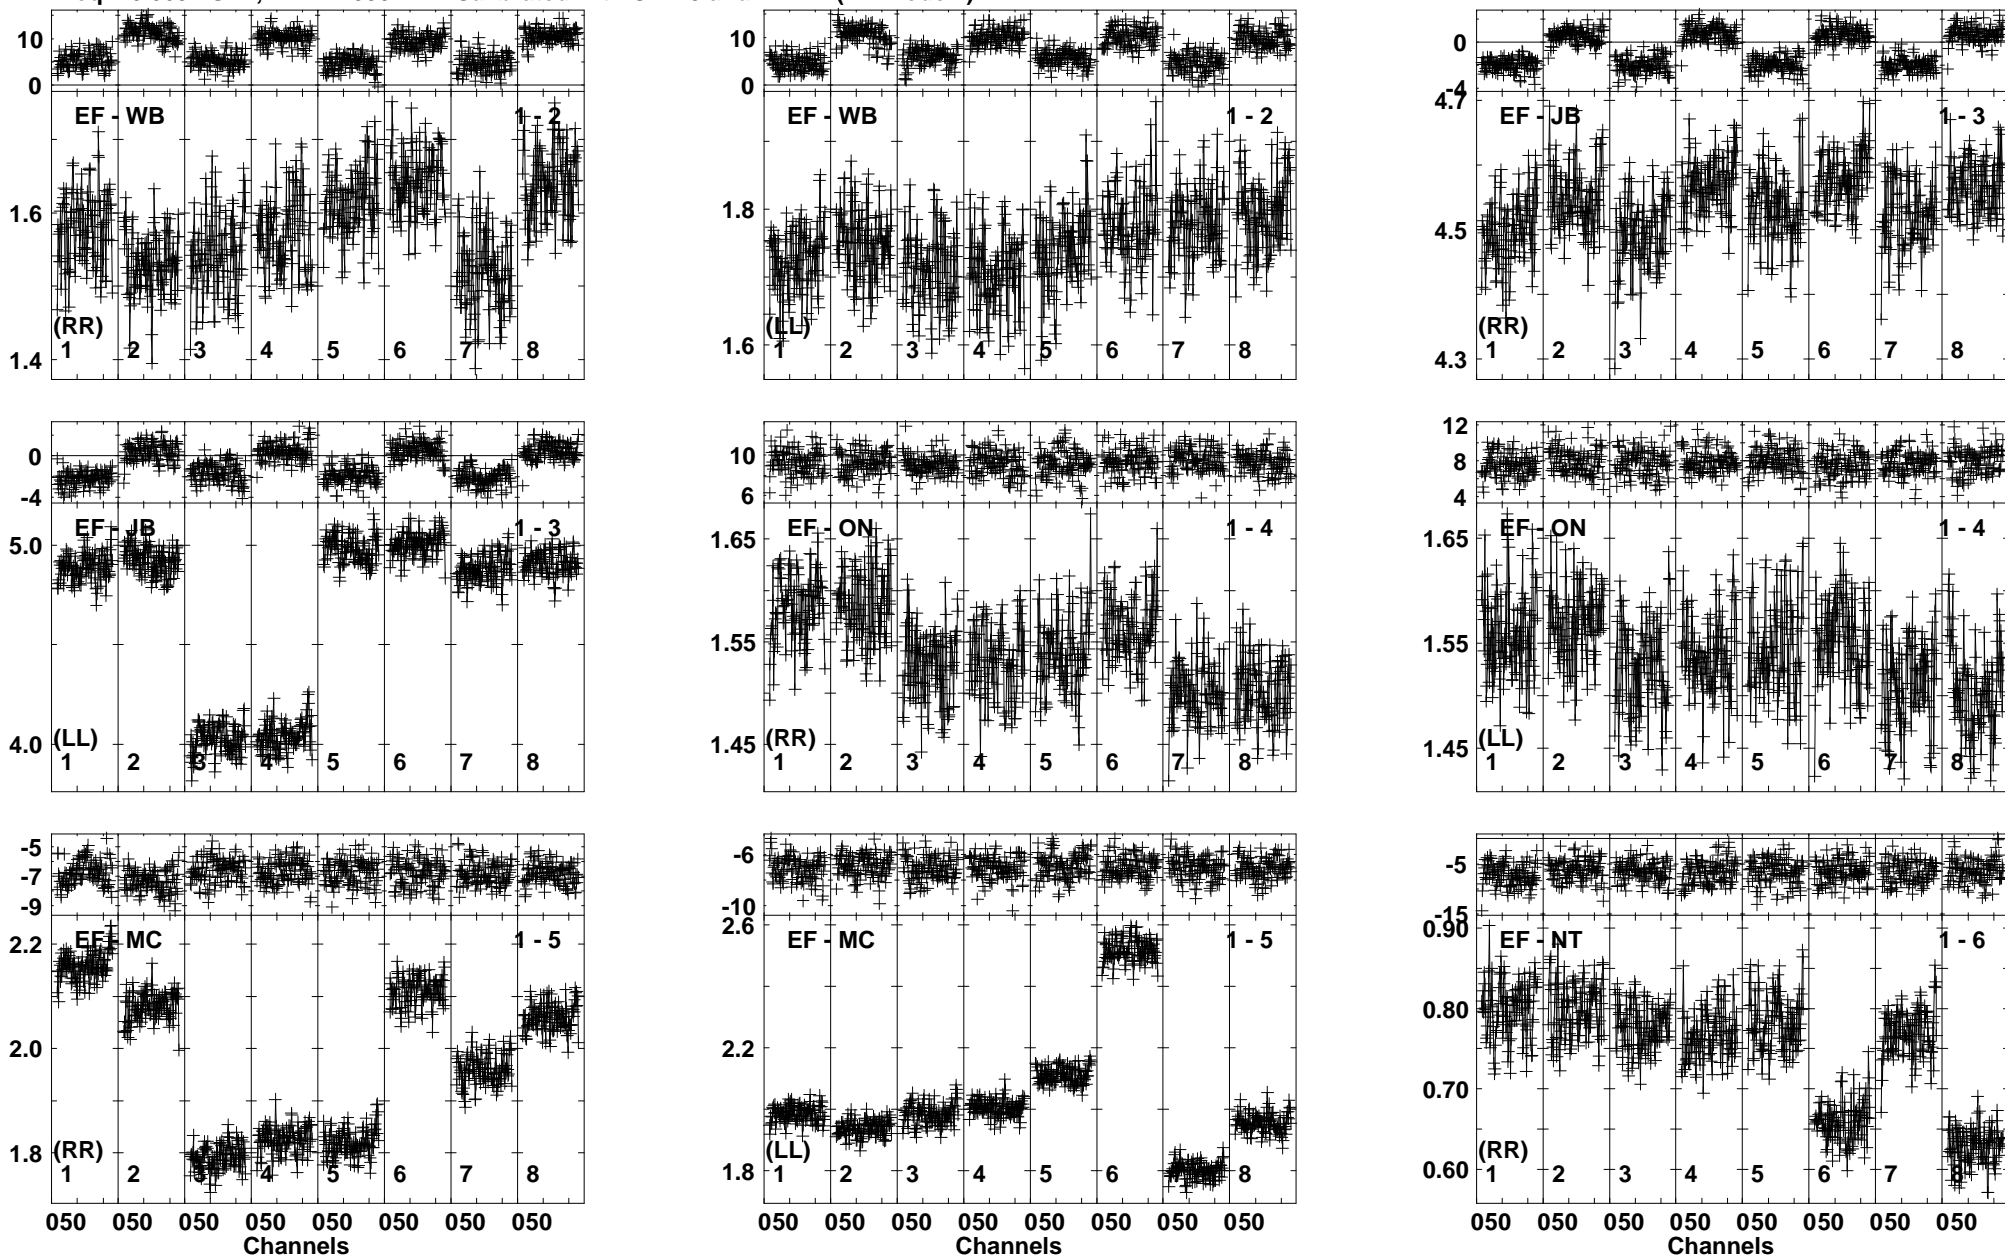 10
0
EF - WB
1 - 2
1.6
(RR)
1.4
1 2 3 4 5 6 7 8
10
0
EF - WB
1 - 2
1.8
(LL)
1.6
1 2 3 4 5 6 7 8
0
-4
4.7
EF - JB
1 - 3
4.5
(RR)
4.3
1 2 3 4 5 6 7 8
0
-4
EF - JB
1 - 3
5.0
4.0
(LL)
1 2 3 4 5 6 7 8
10
6
EF - ON
1 - 4
1.65
1.55
1.45
(RR)
1 2 3 4 5 6 7 8
12
8
4
EF - ON
1 - 4
1.65
1.55
1.45
(LL)
1 2 3 4 5 6 7 8
-5
-7
-9
EF - MC
1 - 5
2.2
2.0
1.8
(RR)
1 2 3 4 5 6 7 8
050 050 050 050 050 050 050 050
Channels
-6
-10
2.6
EF - MC
1 - 5
2.2
1.8
(LL)
1 2 3 4 5 6 7 8
050 050 050 050 050 050 050 050
Channels
-5
-15
0.90
EF - NT
1 - 6
0.80
0.70
0.60
(RR)
1 2 3 4 5 6 7 8
050 050 050 050 050 050 050 050
Channels